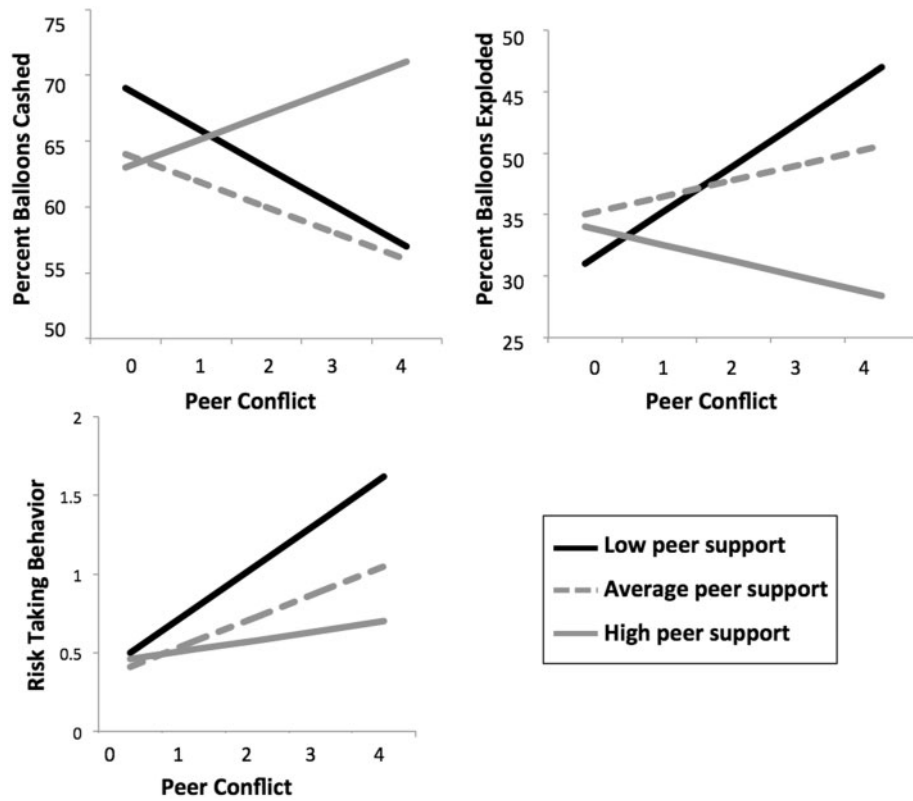 Percent Balloons Cashed
75
70
65
60
55
50
0 1 2 3 4
Peer Conflict
Percent Balloons Exploded
50
45
50
35
30
25
0 1 2 3 4
Peer Conflict
Risk Taking Behavior
2
1.5
1
0.5
0
0 1 2 3 4
Peer Conflict
Low peer support
Average peer support
High peer support